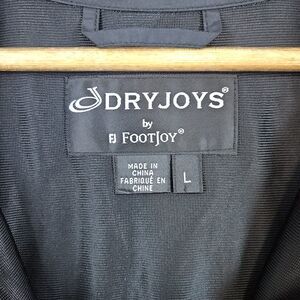 DRYJOYS®
by
FJ FOOTJOY®
MADE IN
CHINA
FABRIQUÉ EN
CHINE
L